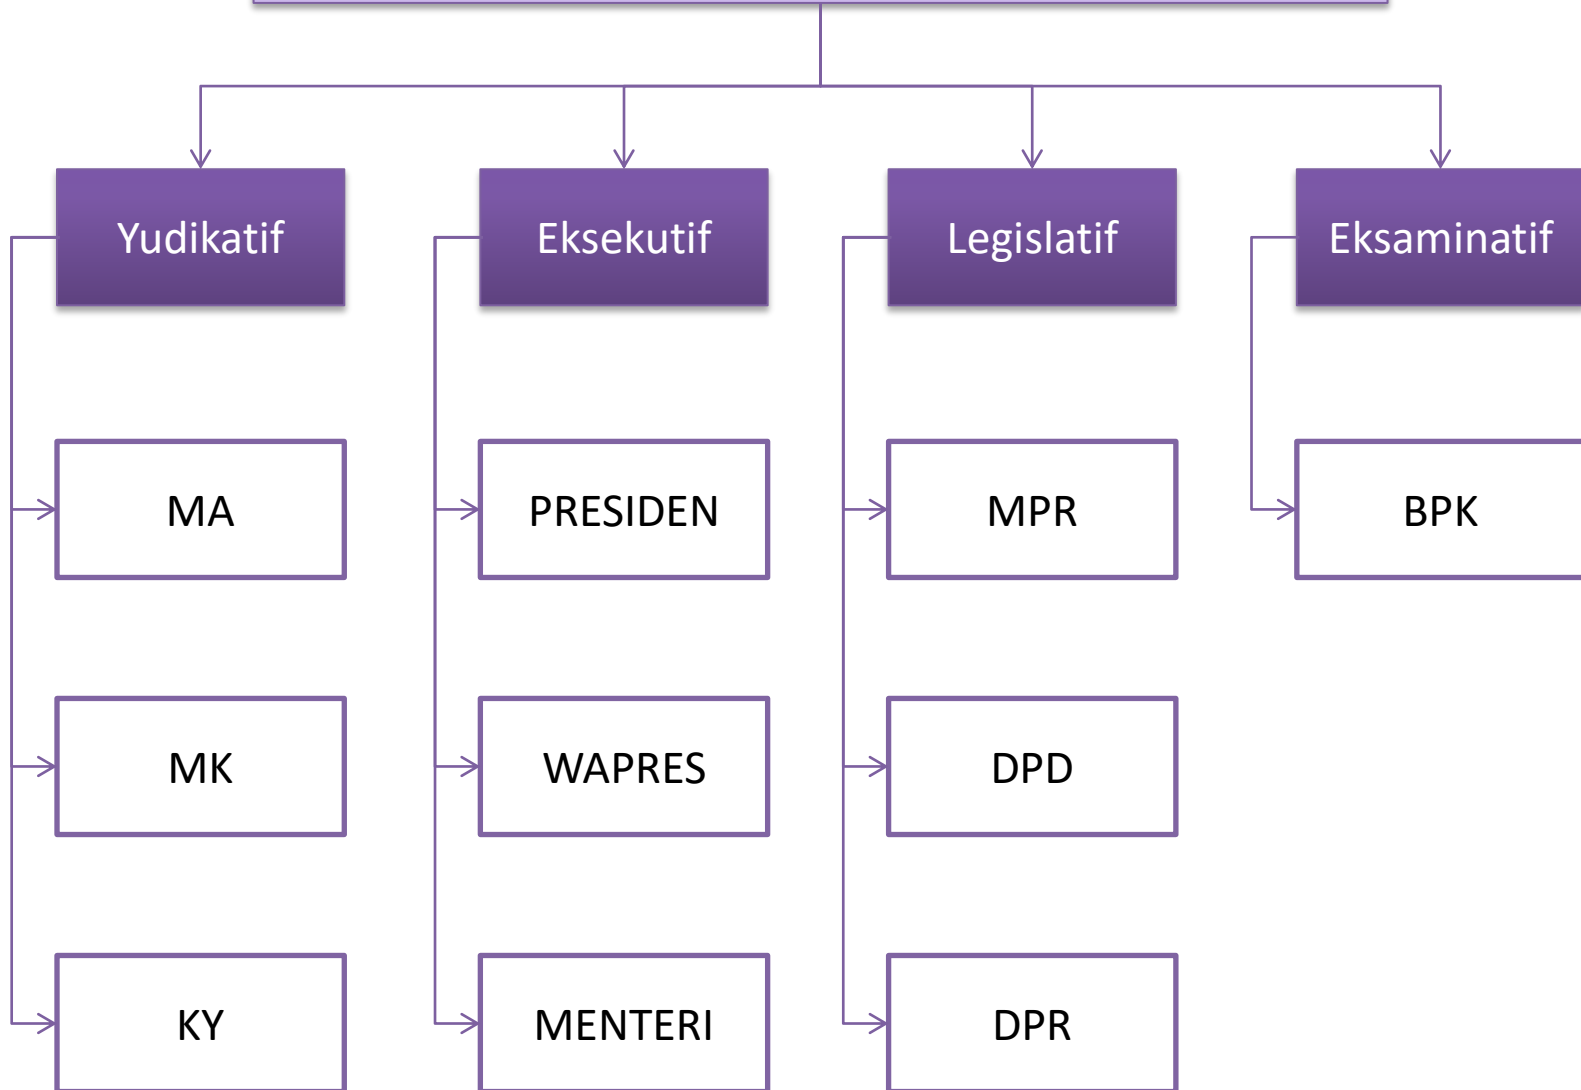 Yudikatif
Eksekutif
Legislatif
Eksaminatif
MA
PRESIDEN
MPR
BPK
MK
WAPRES
DPD
KY
MENTERI
DPR